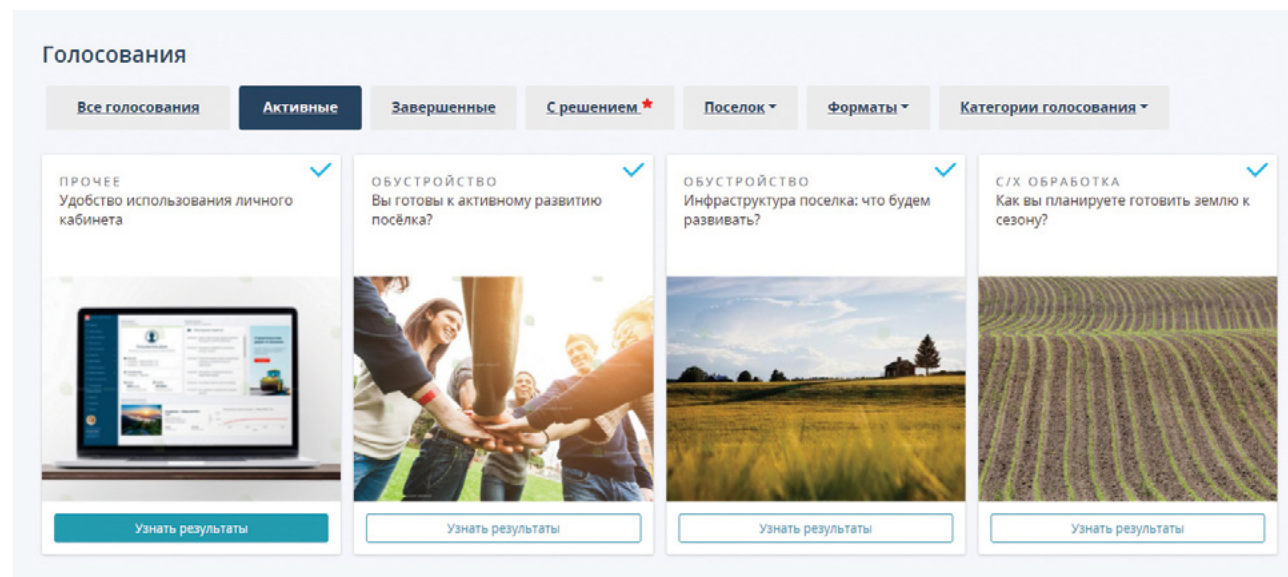 Голосования
Все голосования
Активные
Завершенные
С решением
Поселок
Форматы
Категории голосования
ПРОЧЕЕ
Удобство использования личного
кабинета
ОБУСТРОЙСТВО
Вы готовы к активному развитию
посёлка?
ОБУСТРОЙСТВО
Инфраструктура поселка: что будем
развивать?
С/Х ОБРАБОТКА
Как вы планируете готовить землю к
сезону?
Узнать результаты
Узнать результаты
Узнать результаты
Узнать результаты